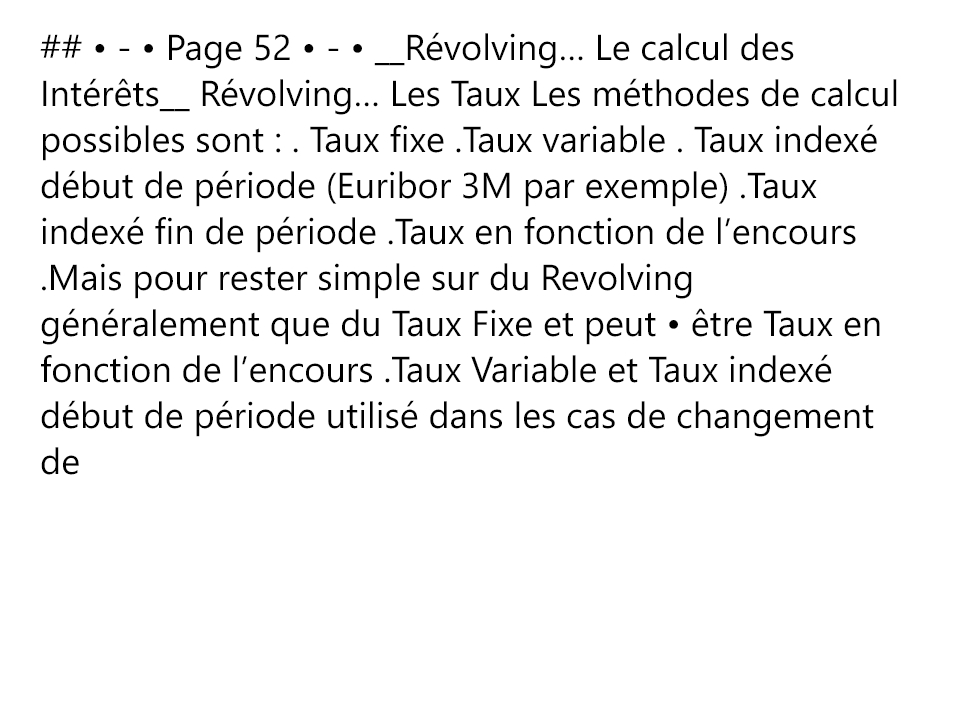 ## • - • Page 52 • - • __Révolving... Le calcul des
Intérêts__ Révolving... Les Taux Les méthodes de calcul
possibles sont : . Taux fixe .Taux variable . Taux indexé
début de période (Euribor 3M par exemple) .Taux
indexé fin de période .Taux en fonction de l’encours
.Mais pour rester simple sur du Revolving
généralement que du Taux Fixe et peut • être Taux en
fonction de l’encours .Taux Variable et Taux indexé
début de période utilisé dans les cas de changement
de